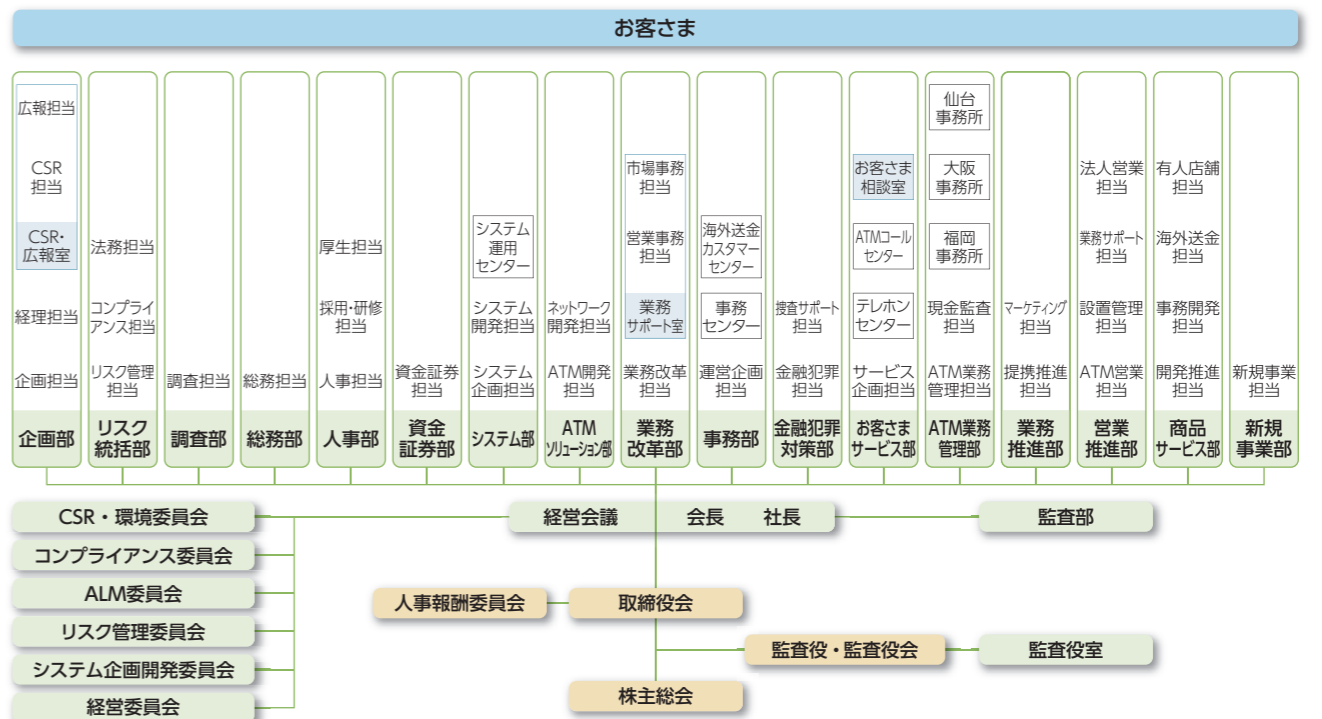 お客さま
広報担当
CSR
担当
CSR・
広報室
経理担当
企画担当
企画部
法務担当
コンプライ
アンス担当
リスク管理
担当
リスク
統括部
調査担当
調査部
総務担当
総務部
厚生担当
採用・研修
担当
人事担当
人事部
資金証券
担当
資金
証券部
システム
運用
センター
システム
開発担当
システム
企画担当
システム部
ネットワーク
開発担当
ATM開発
担当
ATM
ソリューション部
市場事務
担当
営業事務
担当
業務
サポート室
業務改革
担当
業務
改革部
海外送金
カスタマー
センター
事務
センター
運営企画
担当
事務部
捜査サポート
担当
金融犯罪
担当
金融犯罪
対策部
お客さま
相談室
ATMコール
センター
テレホン
センター
サービス
企画担当
お客さま
サービス部
仙台
事務所
大阪
事務所
福岡
事務所
現金監査
担当
ATM業務
管理担当
ATM業務
管理部
マーケティング
担当
提携推進
担当
業務
推進部
法人営業
担当
業務サポート
担当
設置管理
担当
ATM営業
担当
営業
推進部
有人店舗
担当
海外送金
担当
事務開発
担当
開発推進
担当
商品
サービス部
新規事業
担当
新規
事業部
CSR・環境委員会
コンプライアンス委員会
ALM委員会
リスク管理委員会
システム企画開発委員会
経営委員会
経営会議 会長 社長
監査部
人事報酬委員会
取締役会
監査役・監査役会
監査役室
株主総会